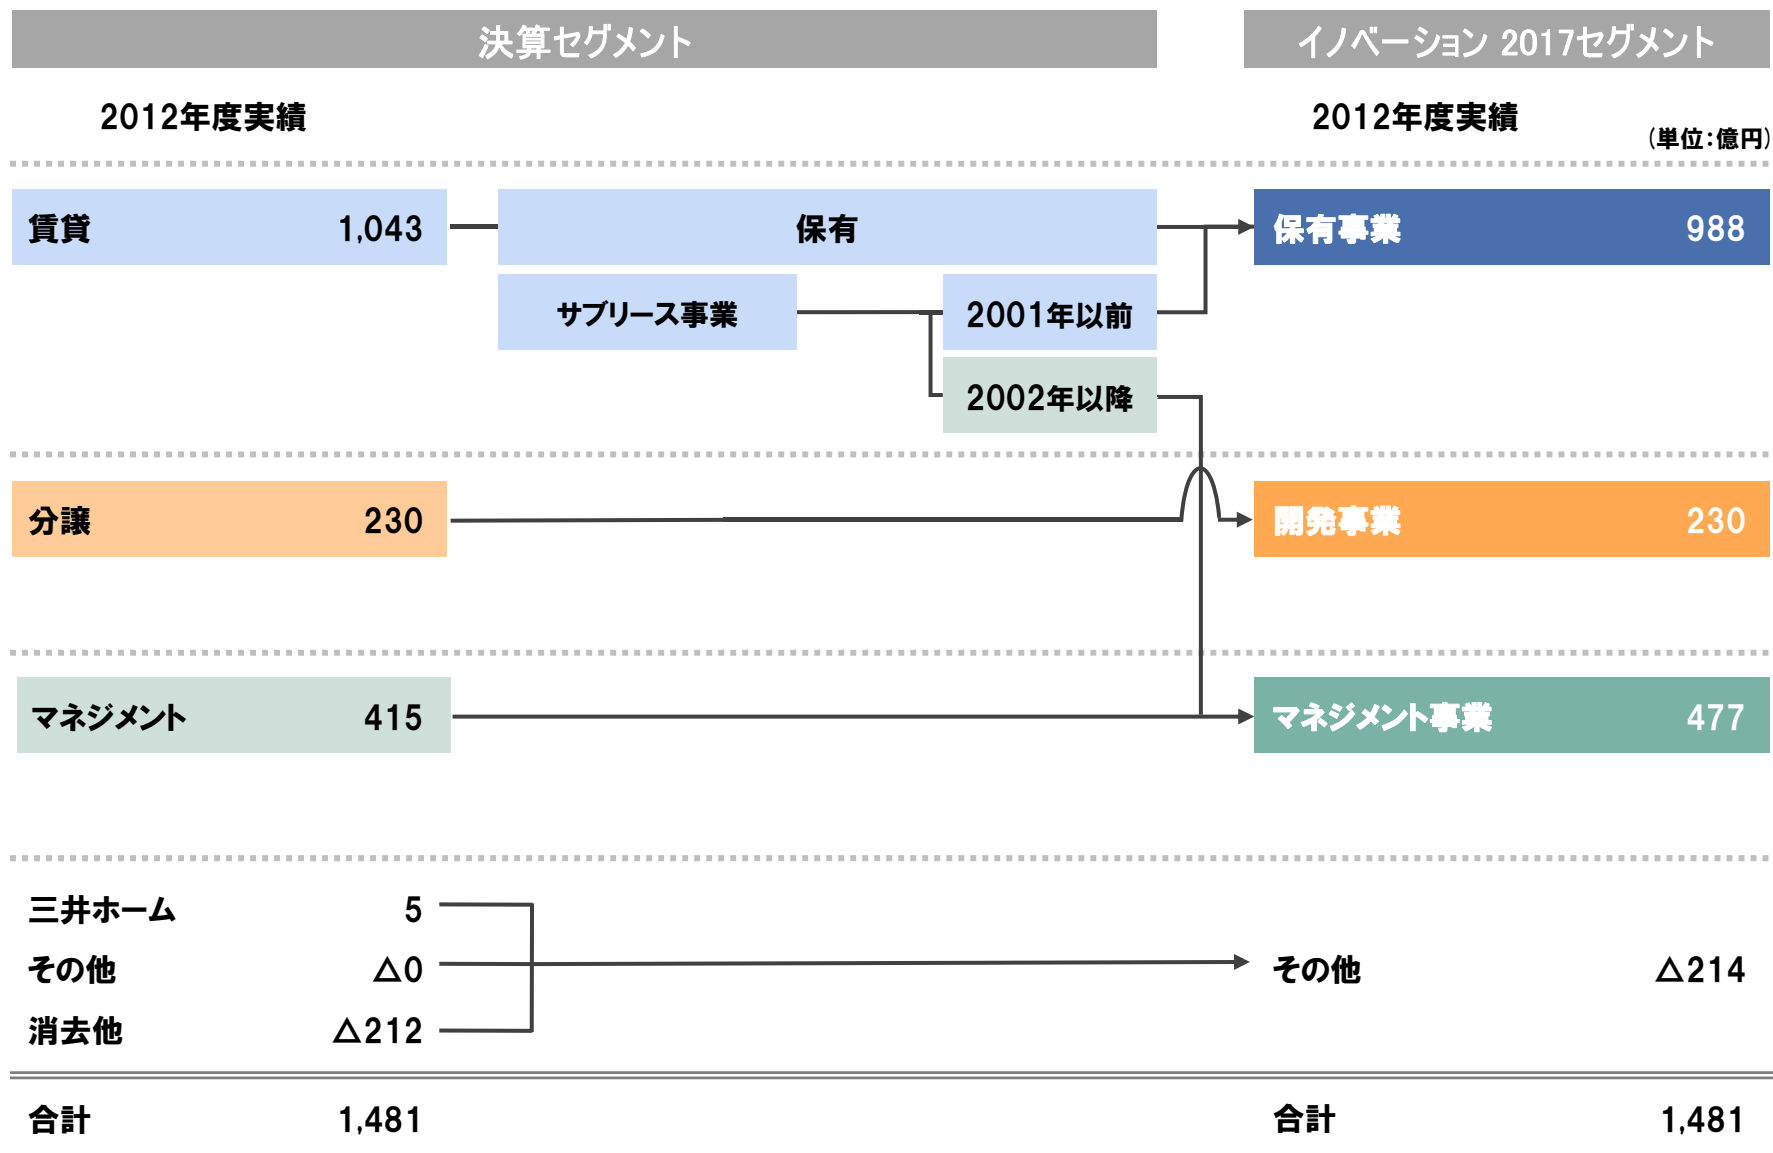 決算セグメント
イノベーション 2017セグメント
2012年度実績
2012年度実績
(単位:億円)
賃貸 1,043
保有
保有事業 988
サブリース事業
2001年以前
2002年以降
分譲 230
開発事業 230
マネジメント 415
マネジメント事業 477
三井ホーム 5
その他 △0
その他 △214
消去他 △212
合計 1,481
合計 1,481